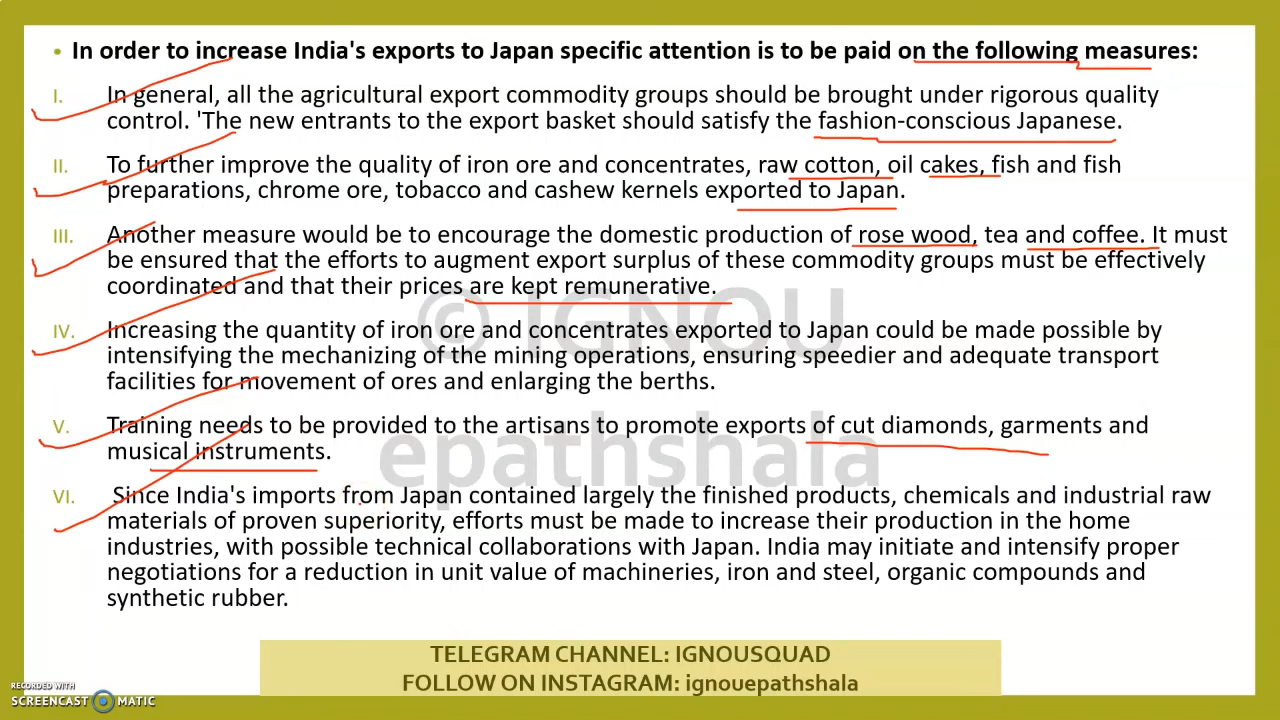 • In order to increase India's exports to Japan specific attention is to be paid on the following measures:
I. In general, all the agricultural export commodity groups should be brought under rigorous quality
control. 'The new entrants to the export basket should satisfy the fashion-conscious Japanese.
II. To further improve the quality of iron ore and concentrates, raw cotton, oil cakes, fish and fish
preparations, chrome ore, tobacco and cashew kernels exported to Japan.
III. Another measure would be to encourage the domestic production of rose wood, tea and coffee. It must
be ensured that the efforts to augment export surplus of these commodity groups must be effectively
coordinated and that their prices are kept remunerative.
IV. Increasing the quantity of iron ore and concentrates exported to Japan could be made possible by
intensifying the mechanizing of the mining operations, ensuring speedier and adequate transport
facilities for movement of ores and enlarging the berths.
V. Training needs to be provided to the artisans to promote exports of cut diamonds, garments and
musical instruments.
VI. Since India's imports from Japan contained largely the finished products, chemicals and industrial raw
materials of proven superiority, efforts must be made to increase their production in the home
industries, with possible technical collaborations with Japan. India may initiate and intensify proper
negotiations for a reduction in unit value of machineries, iron and steel, organic compounds and
synthetic rubber.
© IGNOU
epathshala
TELEGRAM CHANNEL: IGNOUSQUAD
FOLLOW ON INSTAGRAM: ignouepathshala
RECORDED WITH
SCREENCAST MATIC